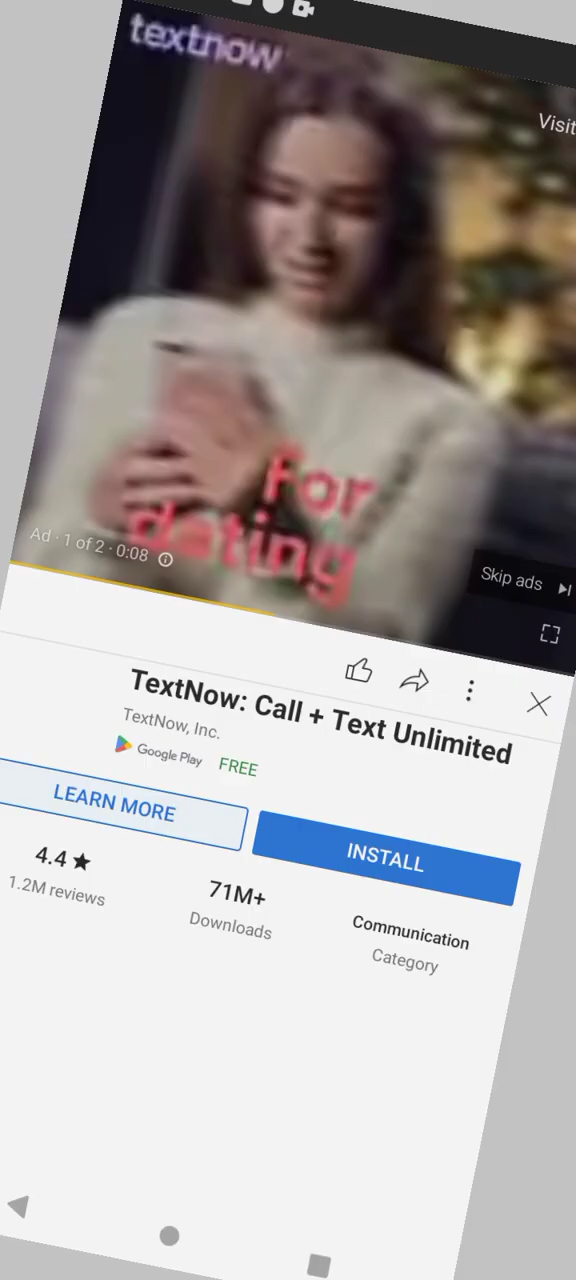 textnow
Visit
for
dating
Ad · 1 of 2 · 0:08
Skip ads
TextNow: Call + Text Unlimited
TextNow, Inc.
Google Play FREE
LEARN MORE
INSTALL
4.4 ★
1.2M reviews
71M+
Downloads
Communication
Category